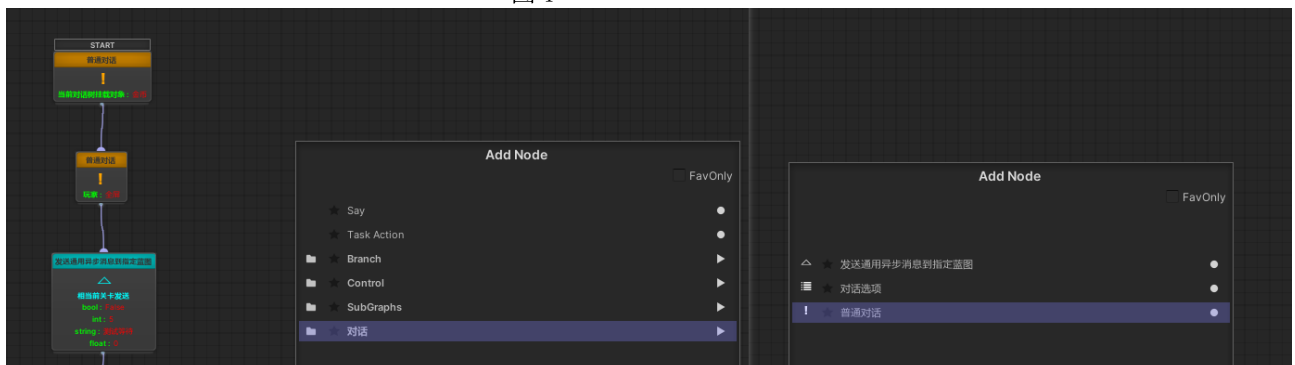 START
普通对话
当前对话树挂载对象:
普通对话
玩家:
发送通用异步消息到指定蓝图
相当前关卡发送
bool:
int:
string:
float:
Add Node
FavOnly
Say
Task Action
Branch
Control
SubGraphs
对话
Add Node
FavOnly
发送通用异步消息到指定蓝图
对话选项
普通对话